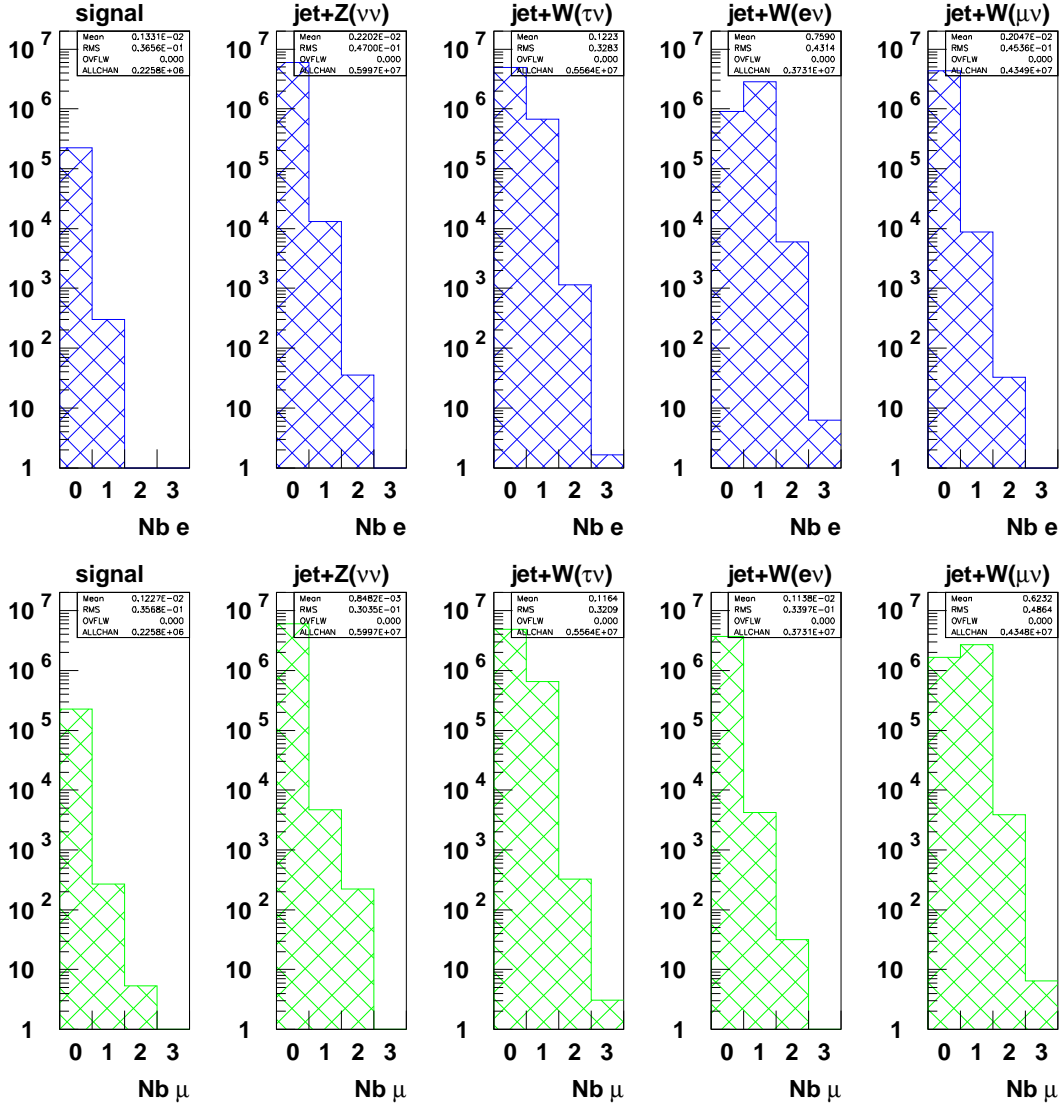 signal
Mean 0.1331E-02
RMS 0.3656E-01
OVFLW 0.000
ALLCHAN 0.2258E+06
10^7
10^6
10^5
10^4
10^3
10^2
10
1
0 1 2 3
Nb e
jet+Z(νν)
Mean 0.2202E-02
RMS 0.4700E-01
OVFLW 0.000
ALLCHAN 0.5997E+07
10^7
10^6
10^5
10^4
10^3
10^2
10
1
0 1 2 3
Nb e
jet+W(τν)
Mean 0.1223
RMS 0.3283
OVFLW 0.000
ALLCHAN 0.5564E+07
10^7
10^6
10^5
10^4
10^3
10^2
10
1
0 1 2 3
Nb e
jet+W(eν)
Mean 0.7590
RMS 0.4314
OVFLW 0.000
ALLCHAN 0.3731E+07
10^7
10^6
10^5
10^4
10^3
10^2
10
1
0 1 2 3
Nb e
jet+W(μν)
Mean 0.2047E-02
RMS 0.4536E-01
OVFLW 0.000
ALLCHAN 0.4349E+07
10^7
10^6
10^5
10^4
10^3
10^2
10
1
0 1 2 3
Nb e
signal
Mean 0.1227E-02
RMS 0.3568E-01
OVFLW 0.000
ALLCHAN 0.2258E+06
10^7
10^6
10^5
10^4
10^3
10^2
10
1
0 1 2 3
Nb μ
jet+Z(νν)
Mean 0.8482E-03
RMS 0.3035E-01
OVFLW 0.000
ALLCHAN 0.5997E+07
10^7
10^6
10^5
10^4
10^3
10^2
10
1
0 1 2 3
Nb μ
jet+W(τν)
Mean 0.1164
RMS 0.3209
OVFLW 0.000
ALLCHAN 0.5564E+07
10^7
10^6
10^5
10^4
10^3
10^2
10
1
0 1 2 3
Nb μ
jet+W(eν)
Mean 0.1138E-02
RMS 0.3397E-01
OVFLW 0.000
ALLCHAN 0.3731E+07
10^7
10^6
10^5
10^4
10^3
10^2
10
1
0 1 2 3
Nb μ
jet+W(μν)
Mean 0.6232
RMS 0.4864
OVFLW 0.000
ALLCHAN 0.4348E+07
10^7
10^6
10^5
10^4
10^3
10^2
10
1
0 1 2 3
Nb μ